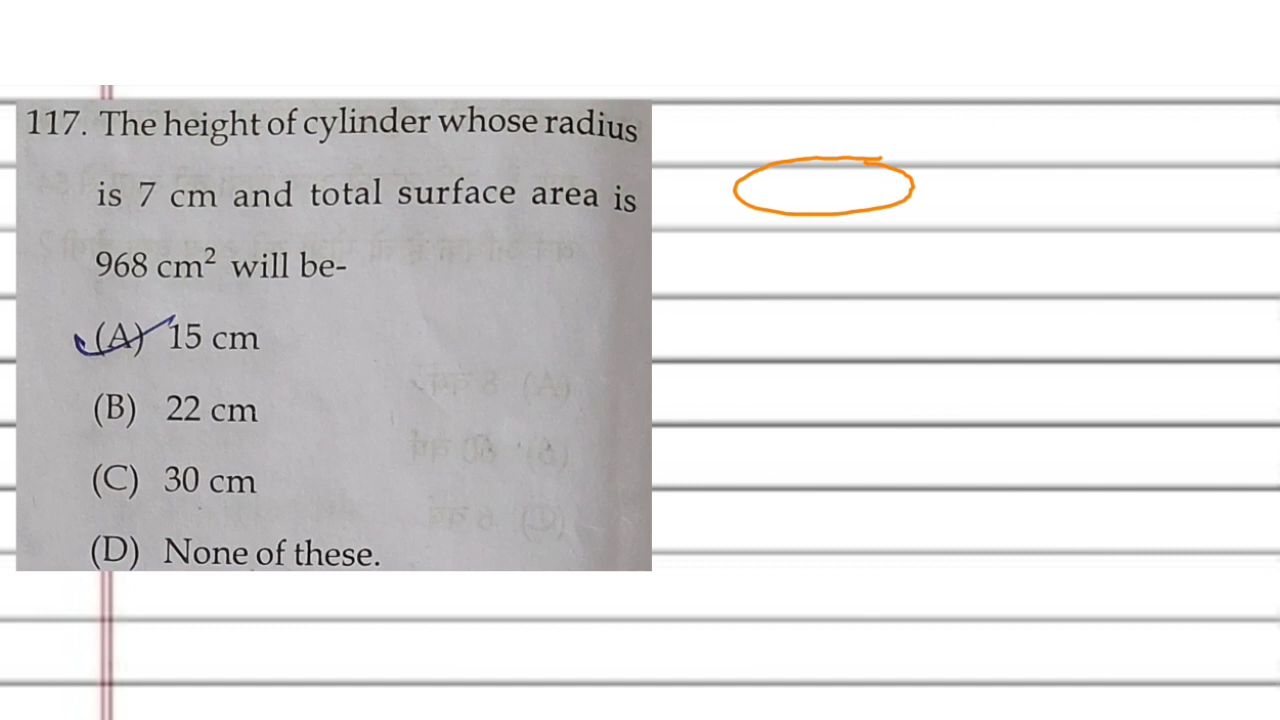 117. The height of cylinder whose radius
is 7 cm and total surface area is
968 cm² will be-
(A) 15 cm
(B) 22 cm
(C) 30 cm
(D) None of these.